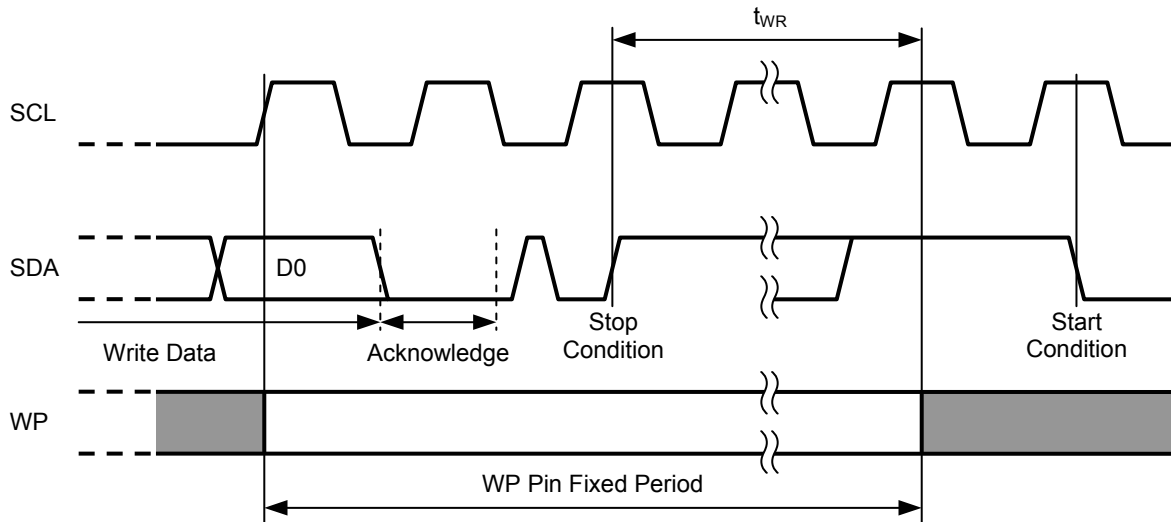 tWR
SCL
SDA
D0
Write Data
Acknowledge
Stop
Condition
Start
Condition
WP
WP Pin Fixed Period